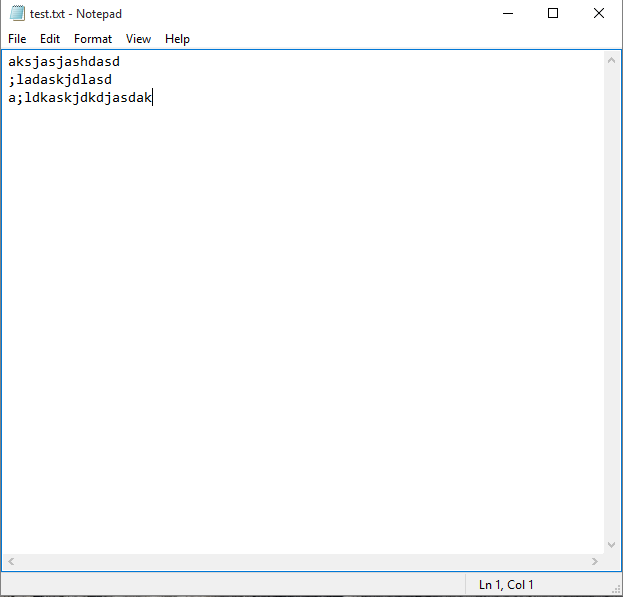 test.txt - Notepad
File Edit Format View Help
aksjasjashdasd
;ladaskjdlasd
a;ldkaskjdkdjasdak
Ln 1, Col 1